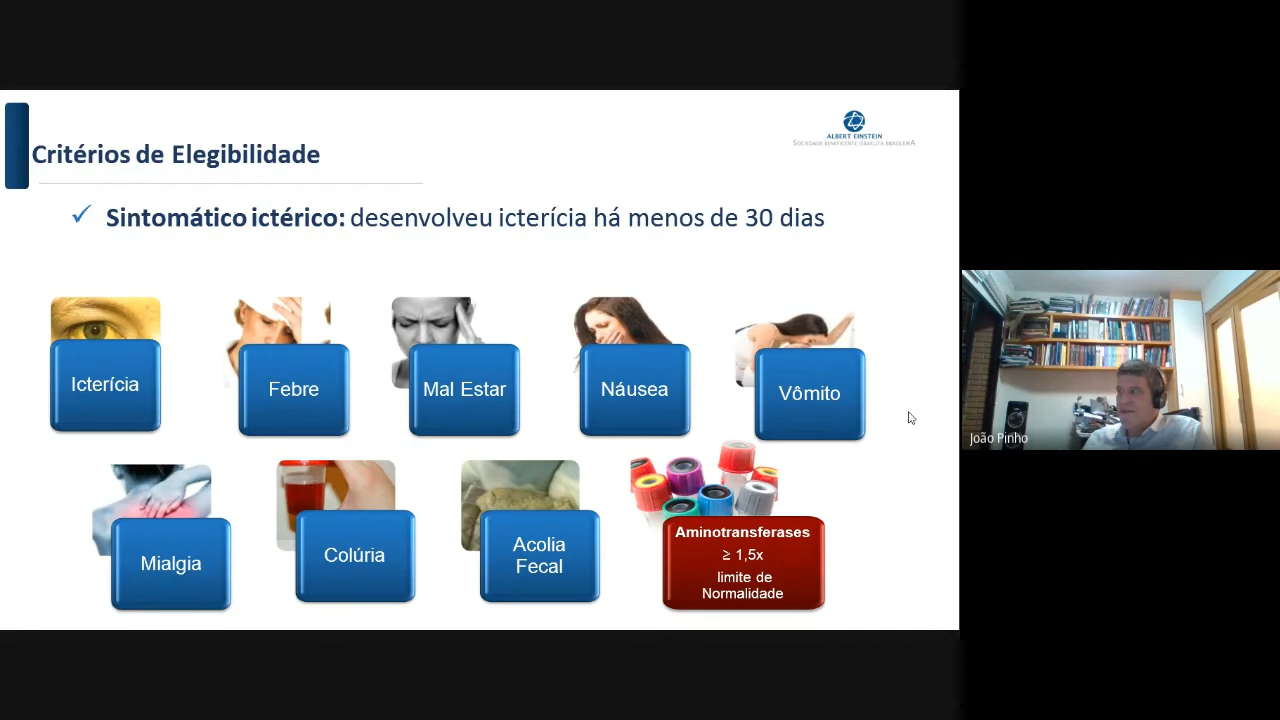 ALBERT EINSTEIN
SOCIEDADE BENEFICENTE ISRAELITA BRASILEIRA
Critérios de Elegibilidade
✓ Sintomático ictérico: desenvolveu icterícia há menos de 30 dias
Icterícia
Febre
Mal Estar
Náusea
Vômito
João Pinho
Mialgia
Colúria
Acolia
Fecal
Aminotransferases
≥ 1,5x
limite de
Normalidade